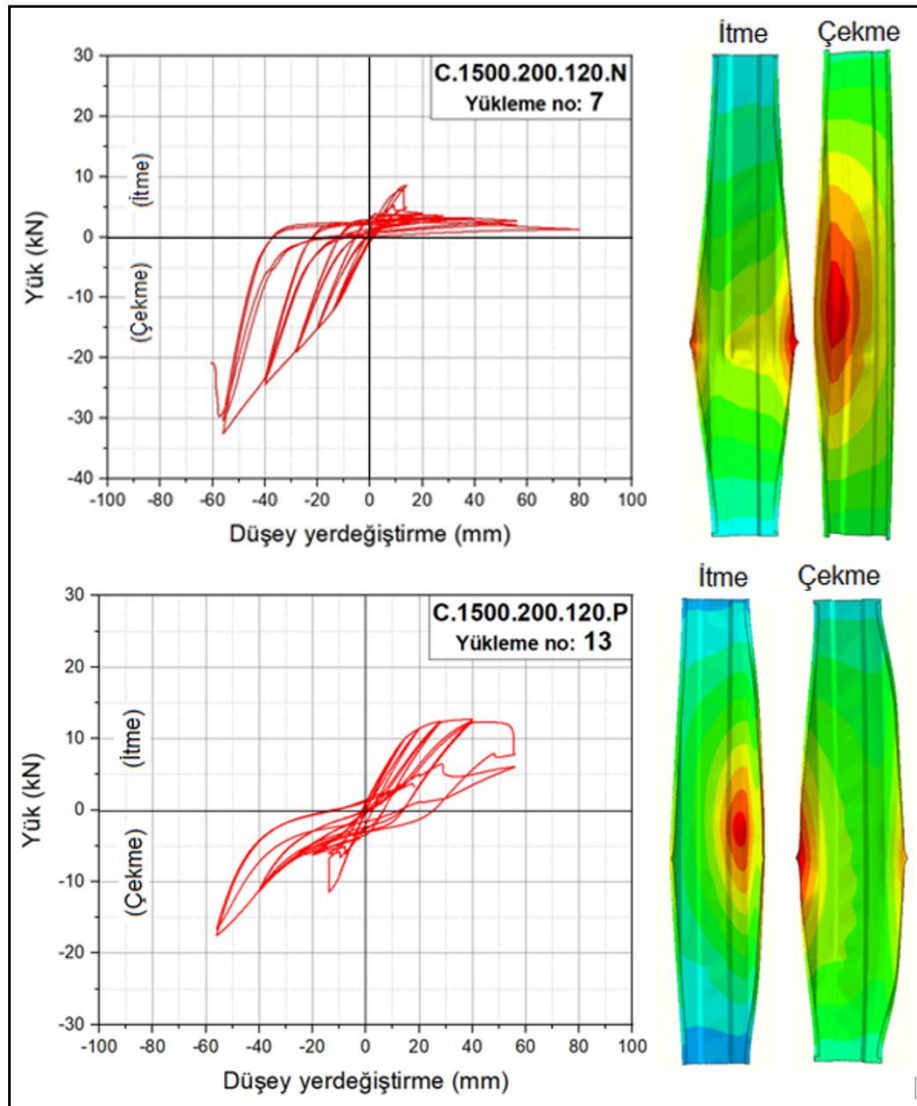 İtme Çekme
C.1500.200.120.N
Yükleme no: 7
30
20
10
0
-10
-20
-30
-40
Yük (kN)
(İtme)
(Çekme)
-100 -80 -60 -40 -20 0 20 40 60 80 100
Düşey yerdeğiştirme (mm)
İtme Çekme
C.1500.200.120.P
Yükleme no: 13
30
20
10
0
-10
-20
-30
Yük (kN)
(İtme)
(Çekme)
-100 -80 -60 -40 -20 0 20 40 60 80 100
Düşey yerdeğiştirme (mm)